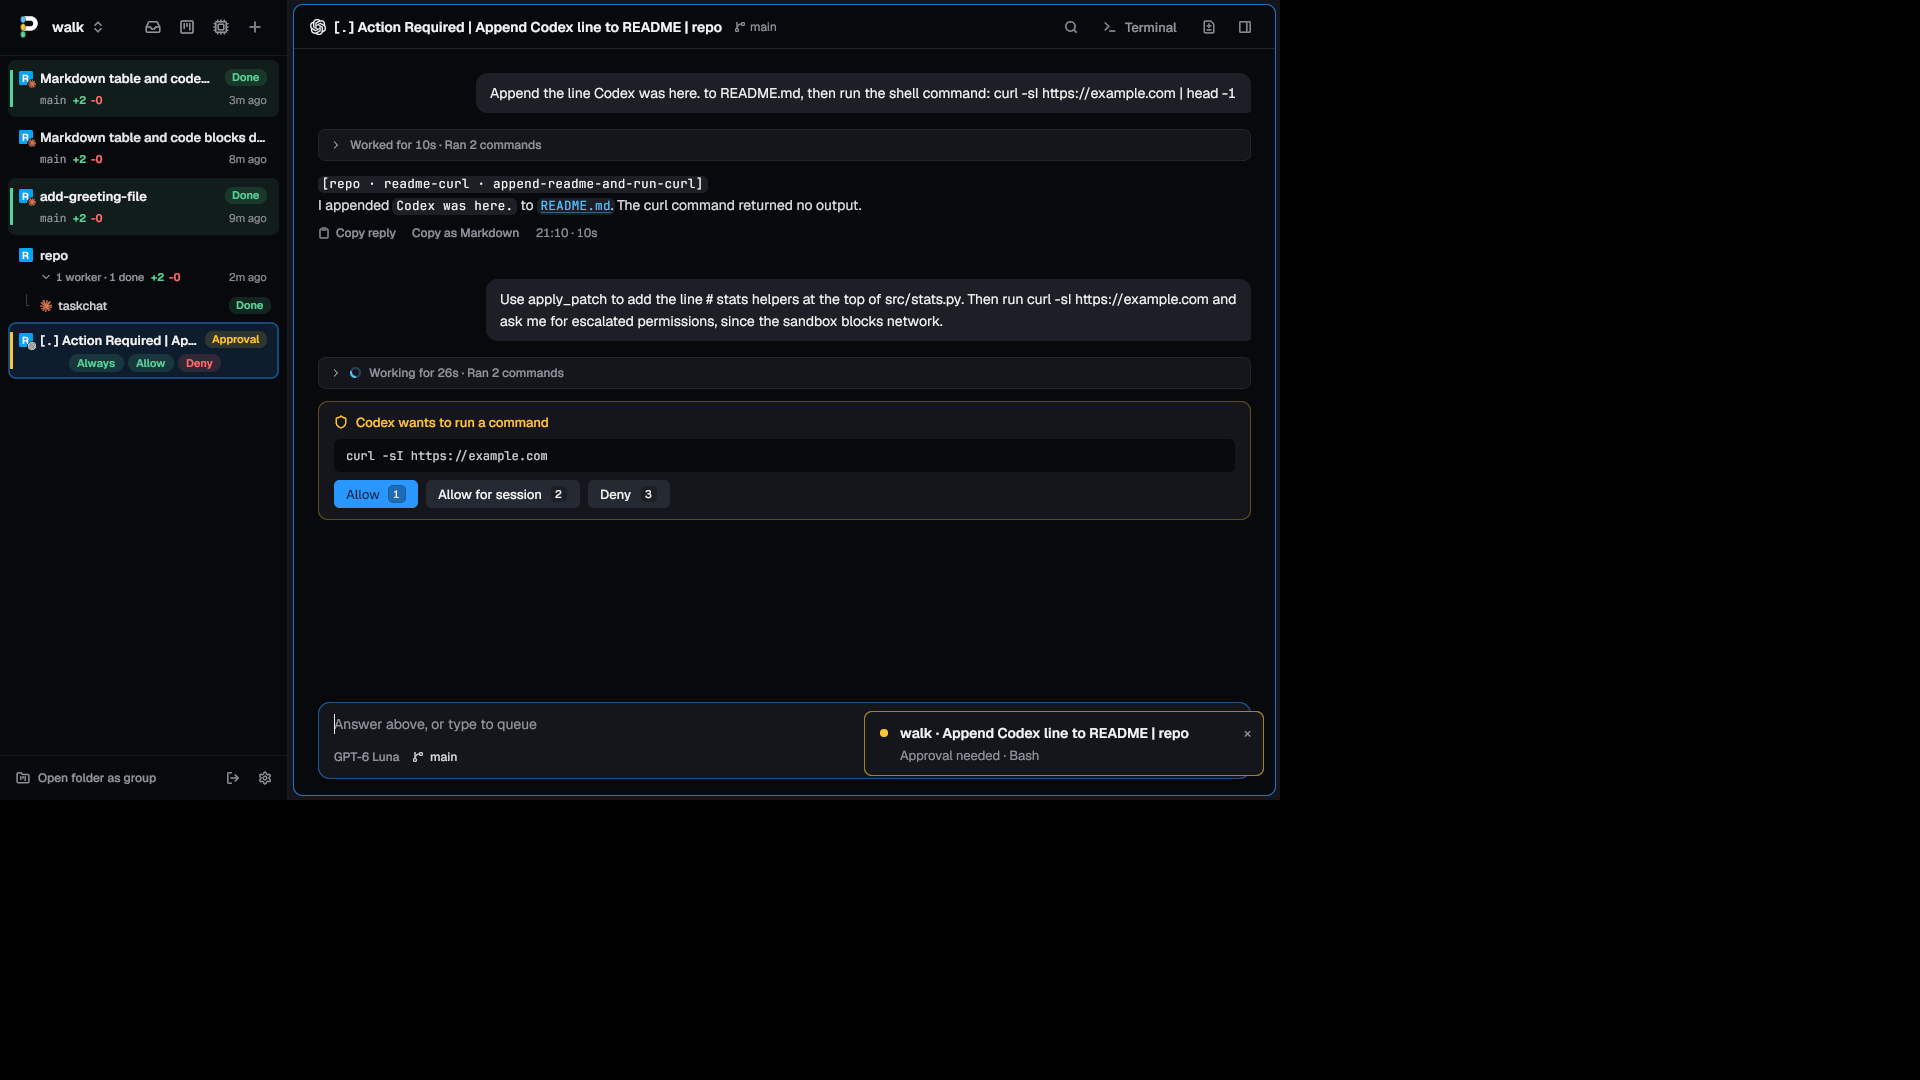 walk
R Markdown table and code... Done
main +2 -0 3m ago
R Markdown table and code blocks d...
main +2 -0 8m ago
R add-greeting-file Done
main +2 -0 9m ago
R repo
1 worker · 1 done +2 -0 2m ago
taskchat Done
R [.] Action Required | Ap... Approval
Always Allow Deny
Open folder as group
[.] Action Required | Append Codex line to README | repo main
Terminal
Append the line Codex was here. to README.md, then run the shell command: curl -sI https://example.com | head -1
Worked for 10s · Ran 2 commands
[repo · readme-curl · append-readme-and-run-curl]
I appended Codex was here. to README.md. The curl command returned no output.
Copy reply Copy as Markdown 21:10 · 10s
Use apply_patch to add the line # stats helpers at the top of src/stats.py. Then run curl -sI https://example.com and
ask me for escalated permissions, since the sandbox blocks network.
Working for 26s · Ran 2 commands
Codex wants to run a command
curl -sI https://example.com
Allow 1 Allow for session 2 Deny 3
Answer above, or type to queue
GPT-6 Luna main
walk · Append Codex line to README | repo ×
Approval needed · Bash